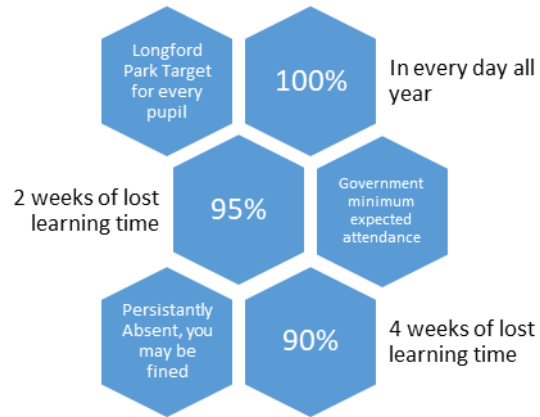 Longford
Park Target
for every
pupil
100%
In every day all
year
2 weeks of lost
learning time
95%
Government
minimum
expected
attendance
Persistantly
Absent, you
may be
fined
90%
4 weeks of lost
learning time